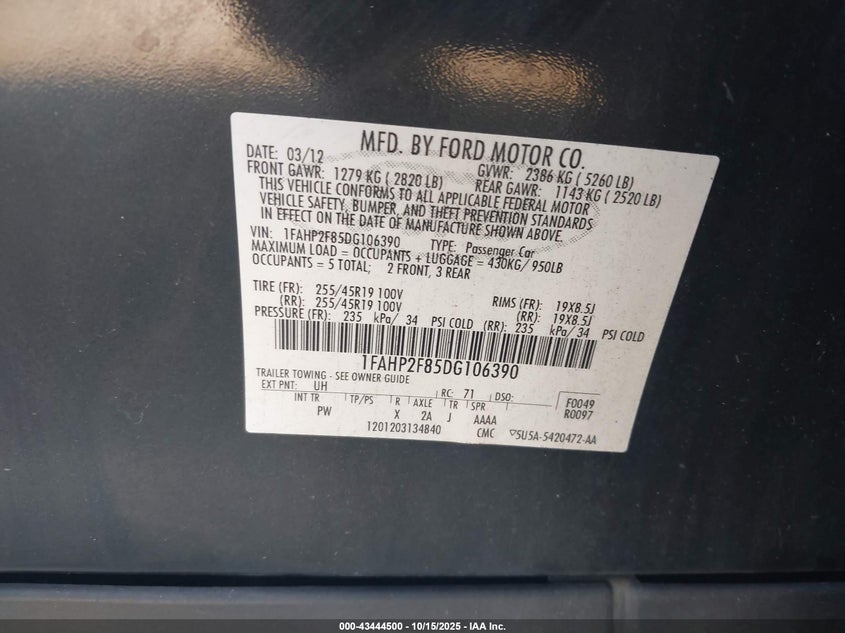 MFD. BY FORD MOTOR CO.
DATE: 03/12 GVWR: 2386 KG ( 5260 LB)
FRONT GAWR: 1279 KG ( 2820 LB) REAR GAWR: 1143 KG ( 2520 LB)
THIS VEHICLE CONFORMS TO ALL APPLICABLE FEDERAL MOTOR
VEHICLE SAFETY, BUMPER, AND THEFT PREVENTION STANDARDS
IN EFFECT ON THE DATE OF MANUFACTURE SHOWN ABOVE.
VIN: 1FAHP2F85DG106390 TYPE: Passenger Car
MAXIMUM LOAD = OCCUPANTS + LUGGAGE = 430KG/ 950LB
OCCUPANTS = 5 TOTAL; 2 FRONT, 3 REAR
TIRE (FR): 255/45R19 100V RIMS (FR): 19X8.5J
(RR): 255/45R19 100V (RR): 19X8.5J
PRESSURE (FR): 235 kPa/ 34 PSI COLD (RR): 235 kPa/ 34 PSI COLD
1FAHP2F85DG106390
TRAILER TOWING - SEE OWNER GUIDE
EXT PNT: UH RC: 71 DSO: F0049
INT TR TP/PS R AXLE TR SPR R0097
PW X 2A J AAAA
1201203134840 CMC 5U5A-5420472-AA
000-43444500 - 10/15/2025 - IAA Inc.